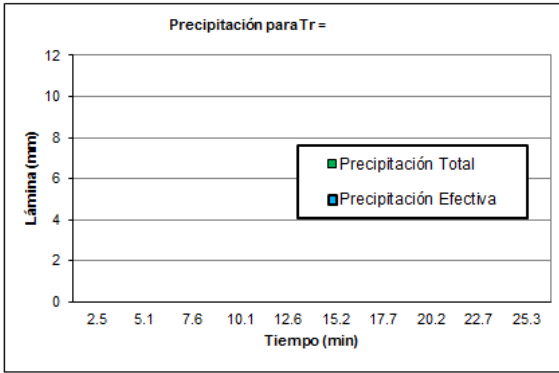 Precipitación para Tr =
12
10
8
6
4
2
0
Lámina (mm)
Precipitación Total
Precipitación Efectiva
2.5 5.1 7.6 10.1 12.6 15.2 17.7 20.2 22.7 25.3
Tiempo (min)